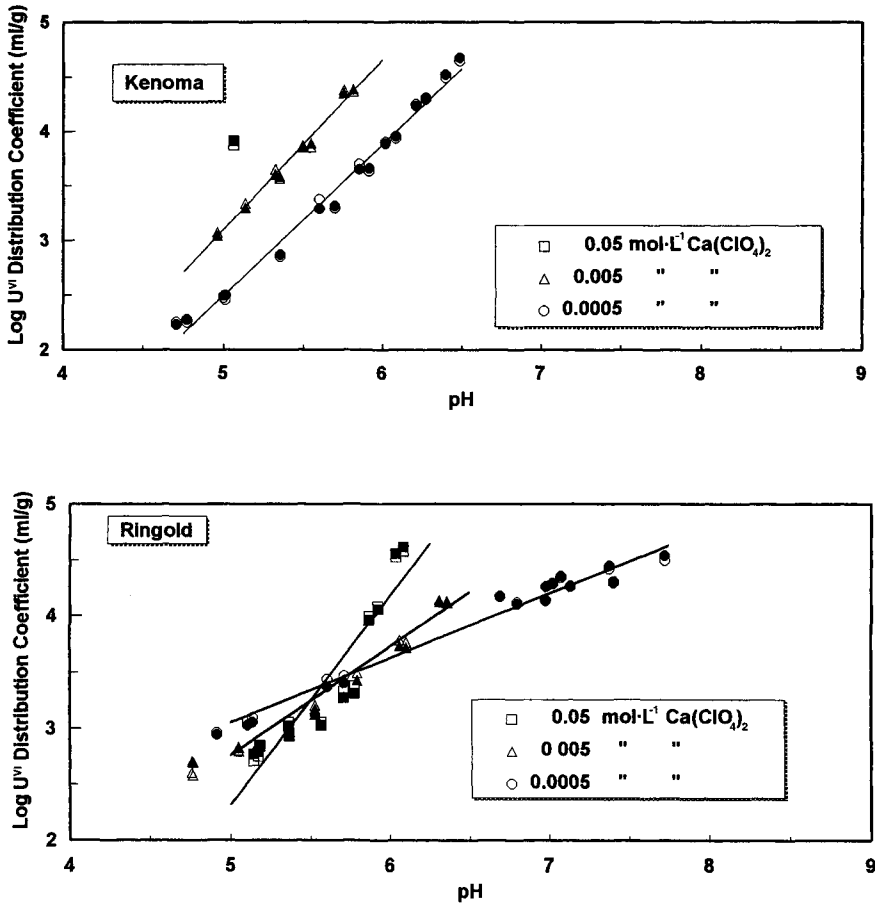 Log Uᵛᴵ Distribution Coefficient (ml/g)
5
4
3
2
Kenoma
0.05 mol·L⁻¹ Ca(ClO₄)₂
0.005 " "
0.0005 " "
4 5 6 7 8 9
pH
Log Uᵛᴵ Distribution Coefficient (ml/g)
5
4
3
2
Ringold
0.05 mol·L⁻¹ Ca(ClO₄)₂
0 005 " "
0.0005 " "
4 5 6 7 8 9
pH